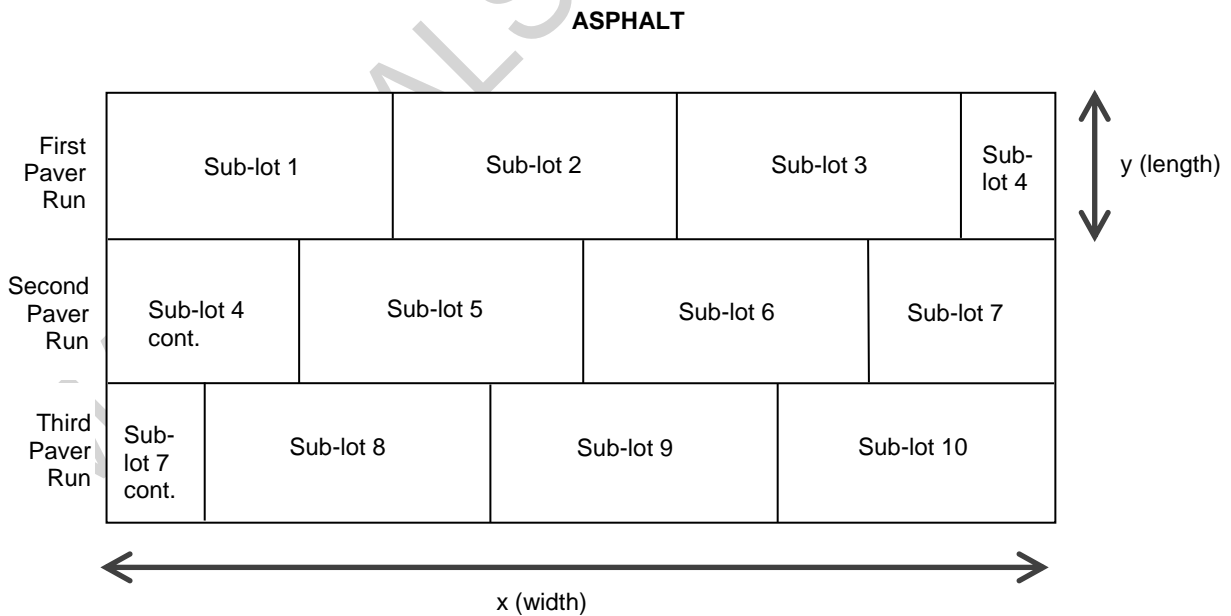 ASPHALT
First
Paver
Run
Sub-lot 1
Sub-lot 2
Sub-lot 3
Sub-
lot 4
y (length)
Second
Paver
Run
Sub-lot 4
cont.
Sub-lot 5
Sub-lot 6
Sub-lot 7
Third
Paver
Run
Sub-
lot 7
cont.
Sub-lot 8
Sub-lot 9
Sub-lot 10
x (width)